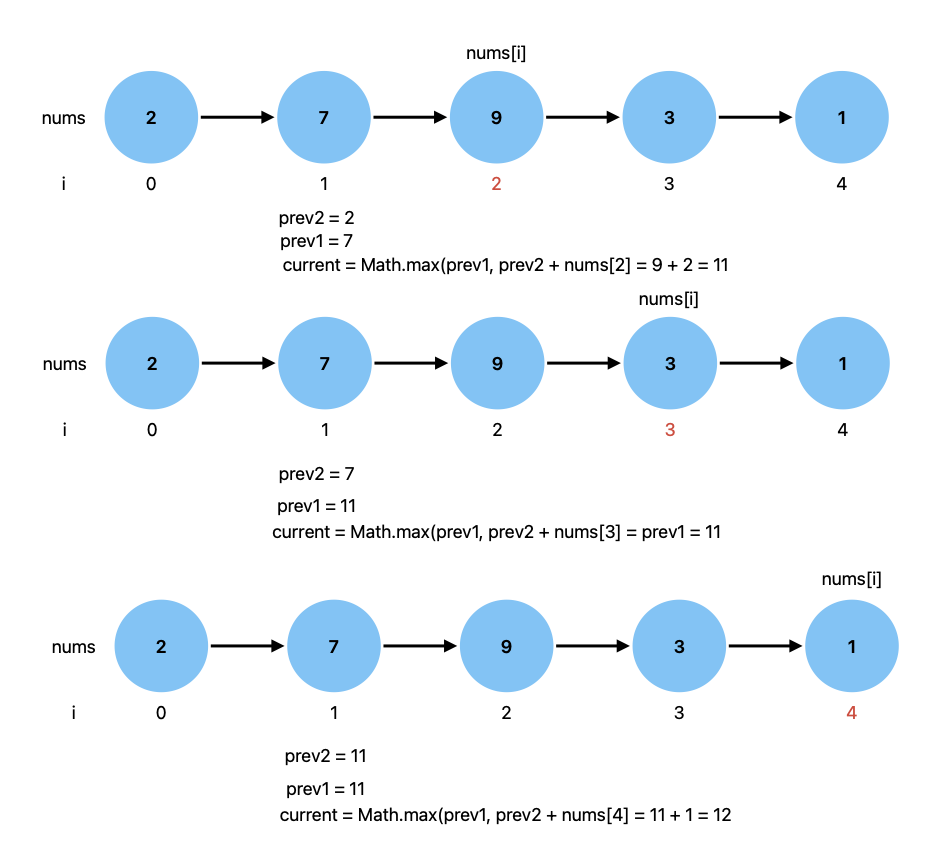 nums[i]
nums 2 7 9 3 1
i 0 1 2 3 4
prev2 = 2
prev1 = 7
current = Math.max(prev1, prev2 + nums[2] = 9 + 2 = 11
nums[i]
nums 2 7 9 3 1
i 0 1 2 3 4
prev2 = 7
prev1 = 11
current = Math.max(prev1, prev2 + nums[3] = prev1 = 11
nums[i]
nums 2 7 9 3 1
i 0 1 2 3 4
prev2 = 11
prev1 = 11
current = Math.max(prev1, prev2 + nums[4] = 11 + 1 = 12